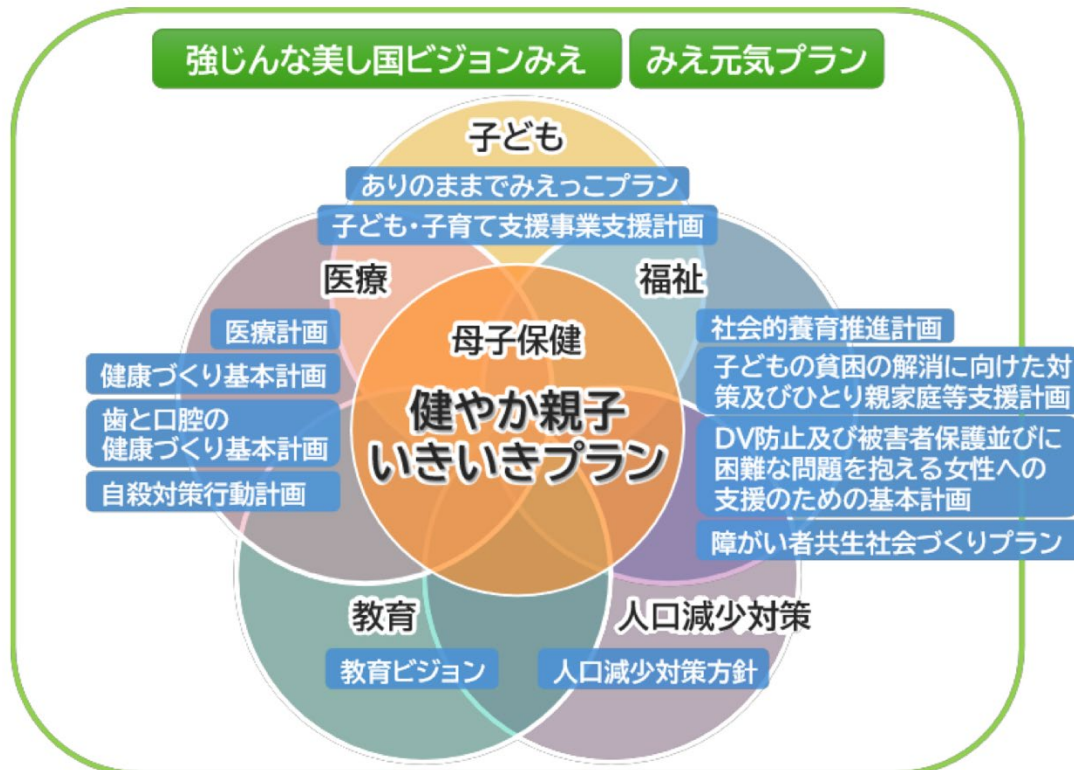 強じんな美し国ビジョンみえ
みえ元気プラン
子ども
ありのままでみえっこプラン
子ども・子育て支援事業支援計画
医療
医療計画
健康づくり基本計画
歯と口腔の
健康づくり基本計画
自殺対策行動計画
福祉
社会的養育推進計画
子どもの貧困の解消に向けた対
策及びひとり親家庭等支援計画
DV防止及び被害者保護並びに
困難な問題を抱える女性への
支援のための基本計画
障がい者共生社会づくりプラン
母子保健
健やか親子
いきいきプラン
教育
教育ビジョン
人口減少対策
人口減少対策方針